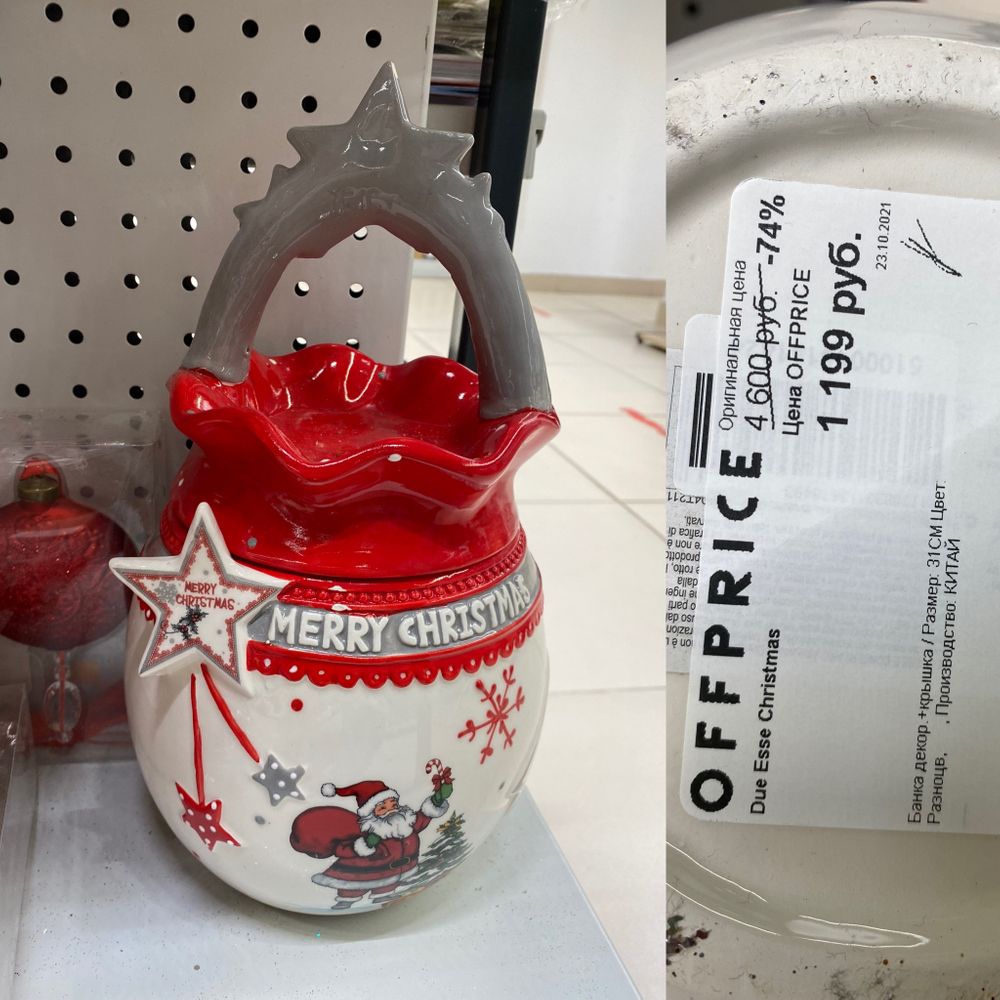 MERRY
CHRISTMAS
MERRY CHRISTMAS
OFFPRICE
Оригинальная цена
4 600 руб. -74%
Цена OFFPRICE
1 199 руб.
23.10.2021
Due Esse Christmas
Банка декор.+крышка / Размер: 31СМ Цвет:
Разноцв, , Производство: КИТАЙ